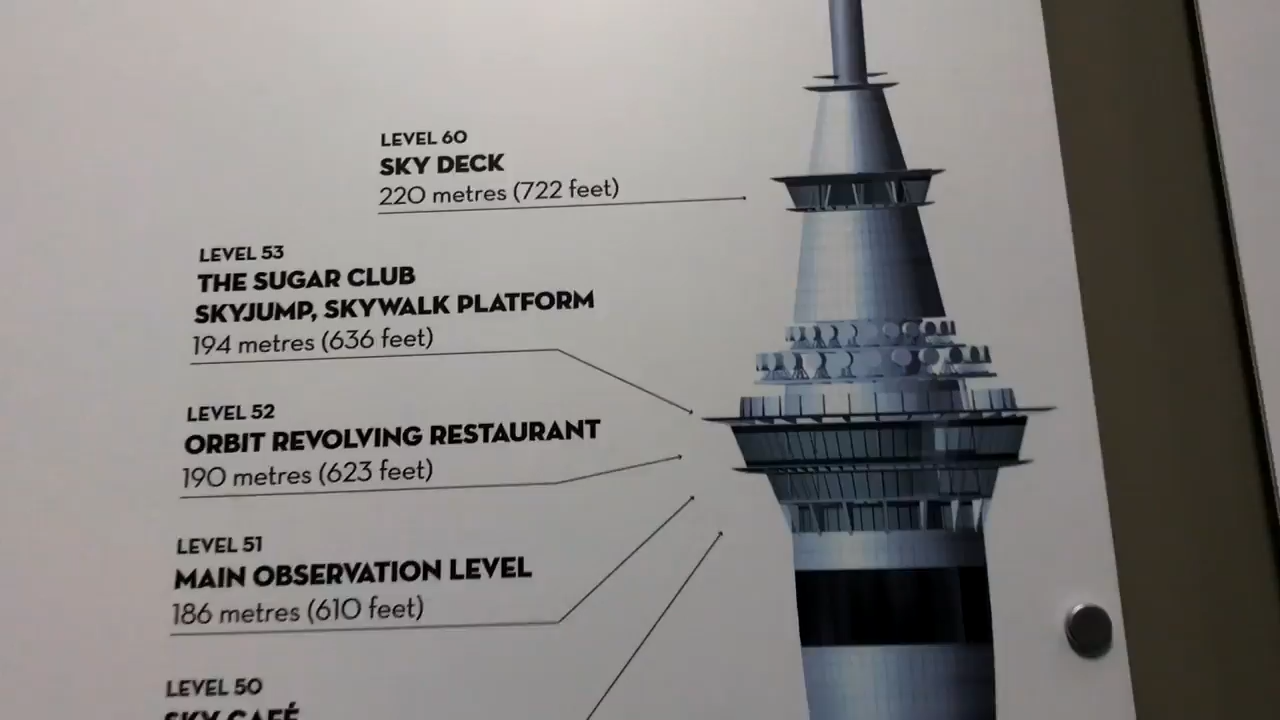 LEVEL 60
SKY DECK
220 metres (722 feet)
LEVEL 53
THE SUGAR CLUB
SKYJUMP, SKYWALK PLATFORM
194 metres (636 feet)
LEVEL 52
ORBIT REVOLVING RESTAURANT
190 metres (623 feet)
LEVEL 51
MAIN OBSERVATION LEVEL
186 metres (610 feet)
LEVEL 50
SKY CAFÉ